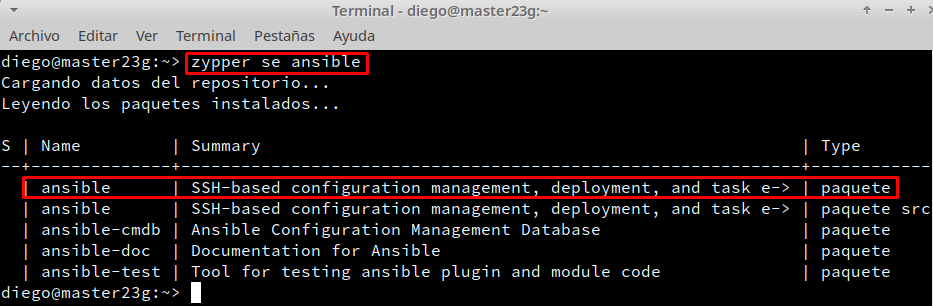 Terminal - diego@master23g:~
Archivo Editar Ver Terminal Pestañas Ayuda
diego@master23g:~> zypper se ansible
Cargando datos del repositorio...
Leyendo los paquetes instalados...
S | Name | Summary | Type
--+--------------+------------------------------------------------------------+-----------
| ansible | SSH-based configuration management, deployment, and task e-> | paquete
| ansible | SSH-based configuration management, deployment, and task e-> | paquete src
| ansible-cmdb | Ansible Configuration Management Database | paquete
| ansible-doc | Documentation for Ansible | paquete
| ansible-test | Tool for testing ansible plugin and module code | paquete
diego@master23g:~>